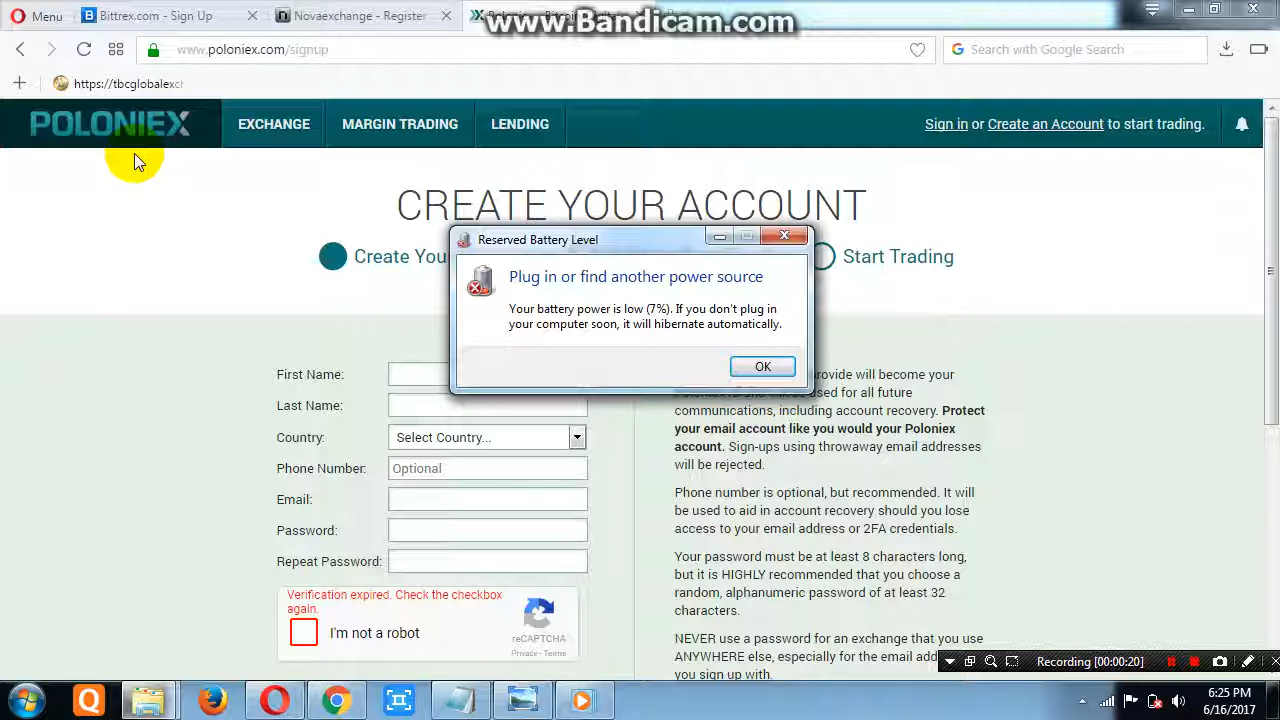 www.Bandicam.com
Menu
Bittrex.com - Sign Up
Novaexchange - Register
www.poloniex.com/signup
Search with Google Search
https://tbcglobalexcl
POLONIEX
EXCHANGE
MARGIN TRADING
LENDING
Sign in or Create an Account to start trading.
CREATE YOUR ACCOUNT
Create You
Start Trading
Reserved Battery Level
Plug in or find another power source
Your battery power is low (7%). If you don't plug in
your computer soon, it will hibernate automatically.
OK
First Name:
Last Name:
Country:
Select Country...
Phone Number:
Optional
Email:
Password:
Repeat Password:
Verification expired. Check the checkbox
again.
I'm not a robot
reCAPTCHA
Privacy - Terms
provide will become your
used for all future
communications, including account recovery. Protect
your email account like you would your Poloniex
account. Sign-ups using throwaway email addresses
will be rejected.
Phone number is optional, but recommended. It will
be used to aid in account recovery should you lose
access to your email address or 2FA credentials.
Your password must be at least 8 characters long,
but it is HIGHLY recommended that you choose a
random, alphanumeric password of at least 32
characters.
NEVER use a password for an exchange that you use
ANYWHERE else, especially for the email add
you sign up with.
Recording [00:00:20]
6:25 PM
6/16/2017